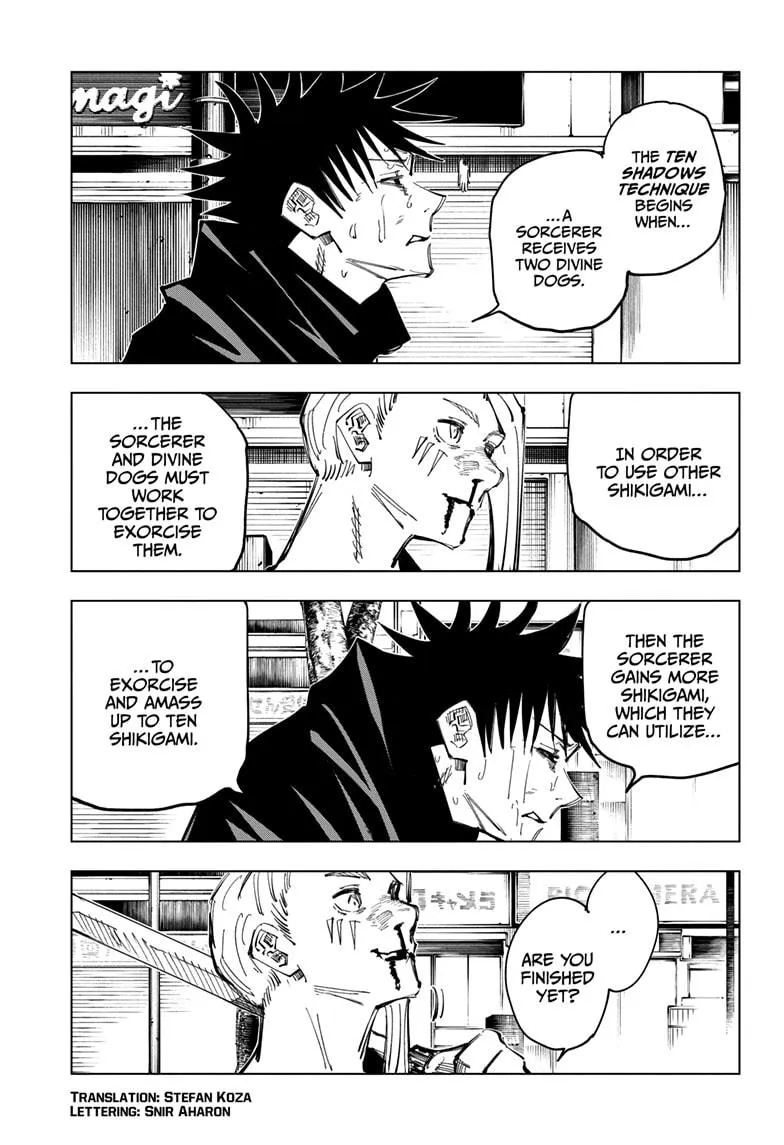 magi
THE TEN
SHADOWS
TECHNIQUE
BEGINS
WHEN...
...A
SORCERER
RECEIVES
TWO DIVINE
DOGS.
IN ORDER
TO USE OTHER
SHIKIGAMI...
...THE
SORCERER
AND DIVINE
DOGS MUST
WORK
TOGETHER TO
EXORCISE
THEM.
THEN THE
SORCERER
GAINS MORE
SHIKIGAMI,
WHICH THEY
CAN UTILIZE...
...TO
EXORCISE
AND AMASS
UP TO TEN
SHIKIGAMI.
...
ARE YOU
FINISHED
YET?
TRANSLATION: STEFAN KOZA
LETTERING: SNIR AHARON